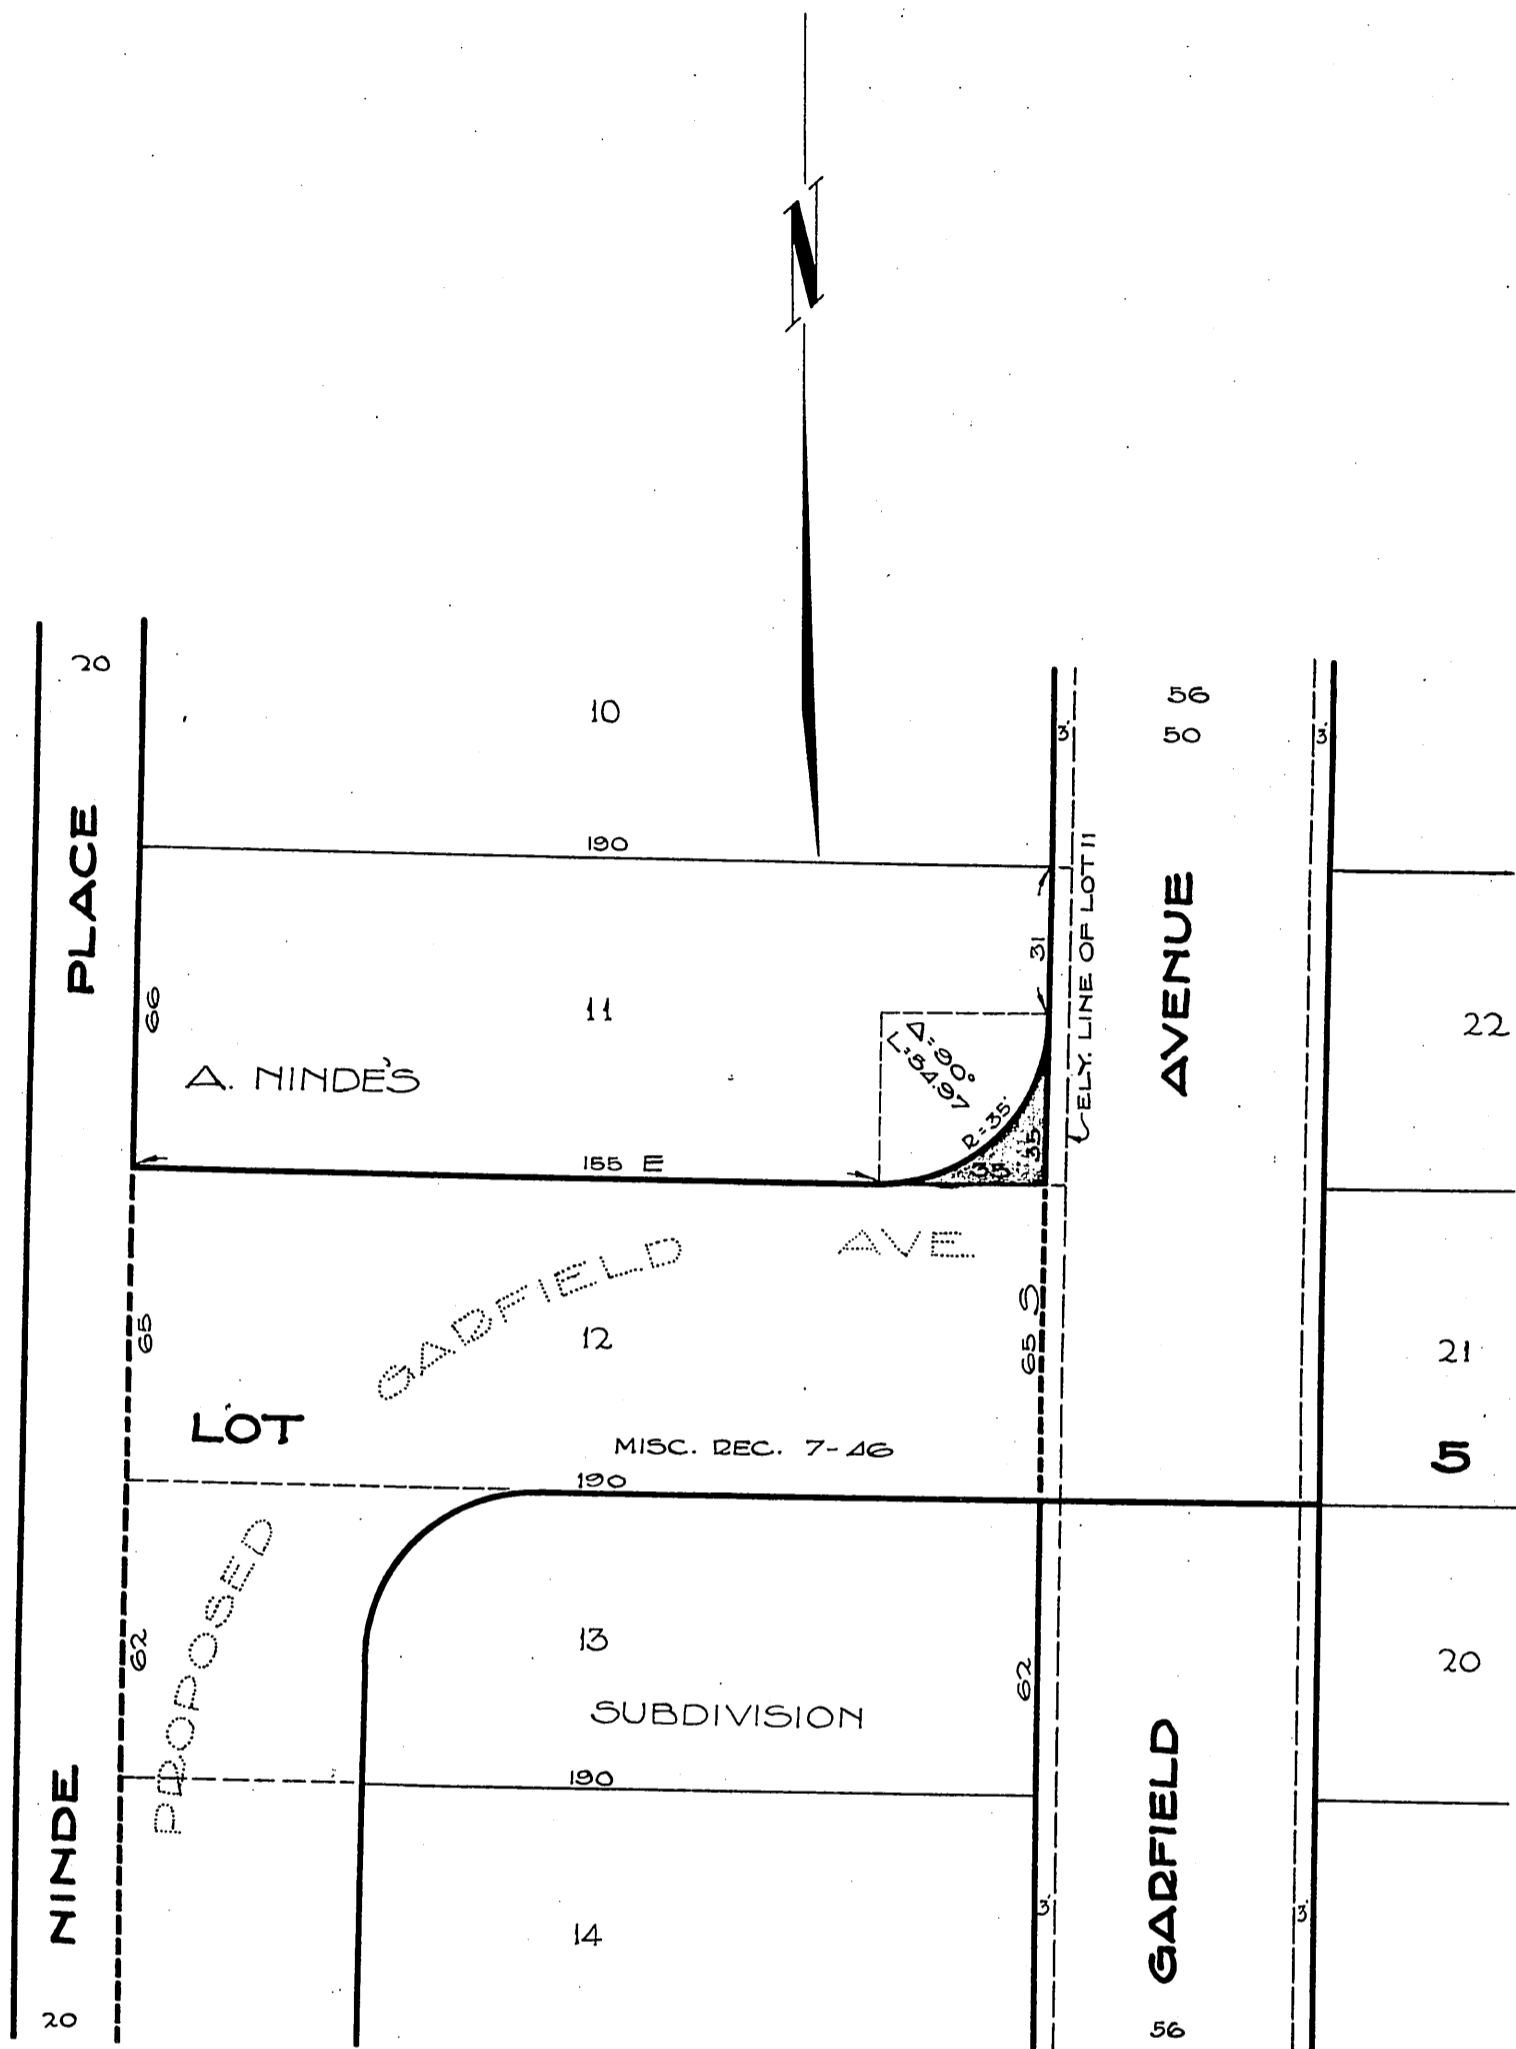 N
20
10
56
50
3.
3.
PLACE
190
ELY. LINE OF LOT 11
AVENUE
31
66
11
22
Δ=90°
L=54.97
R=35'
A. NINDE'S
35
35
155 E
GARFIELD AVE.
65
12
65 S
21
LOT
MISC. REC. 7-46
5
190
PROPOSED
62
13
62
20
SUBDIVISION
190
NINDE
GARFIELD
14
3.
3.
20
56